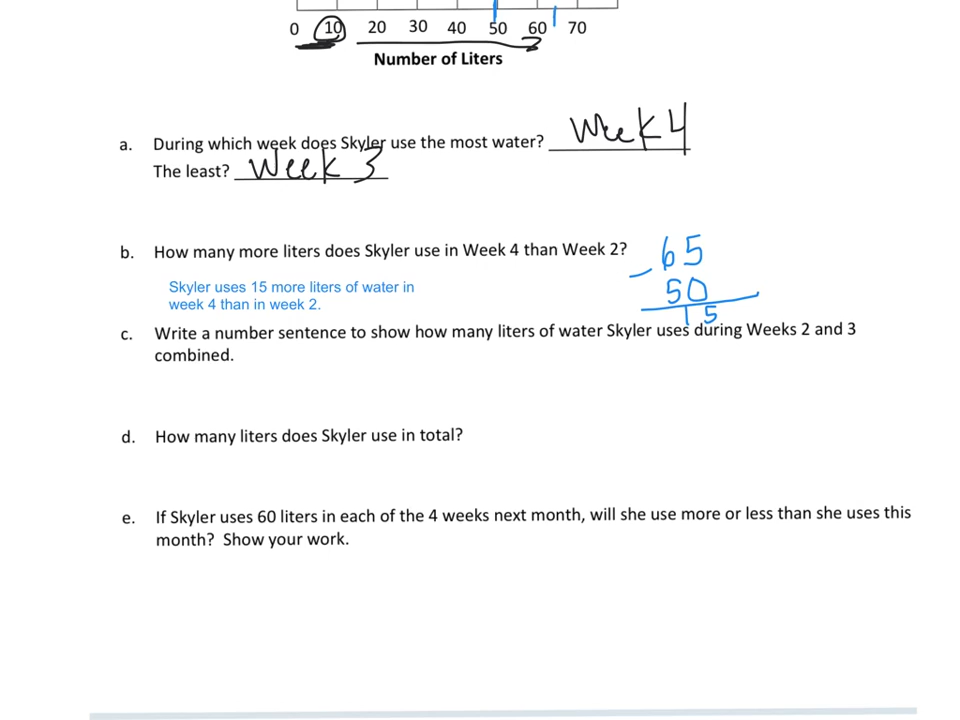 0 10 20 30 40 50 60 70
Number of Liters
a. During which week does Skyler use the most water? Week 4
The least? Week 3
b. How many more liters does Skyler use in Week 4 than Week 2?
65
Skyler uses 15 more liters of water in
week 4 than in week 2.
- 50
15
c. Write a number sentence to show how many liters of water Skyler uses during Weeks 2 and 3
combined.
d. How many liters does Skyler use in total?
e. If Skyler uses 60 liters in each of the 4 weeks next month, will she use more or less than she uses this
month? Show your work.